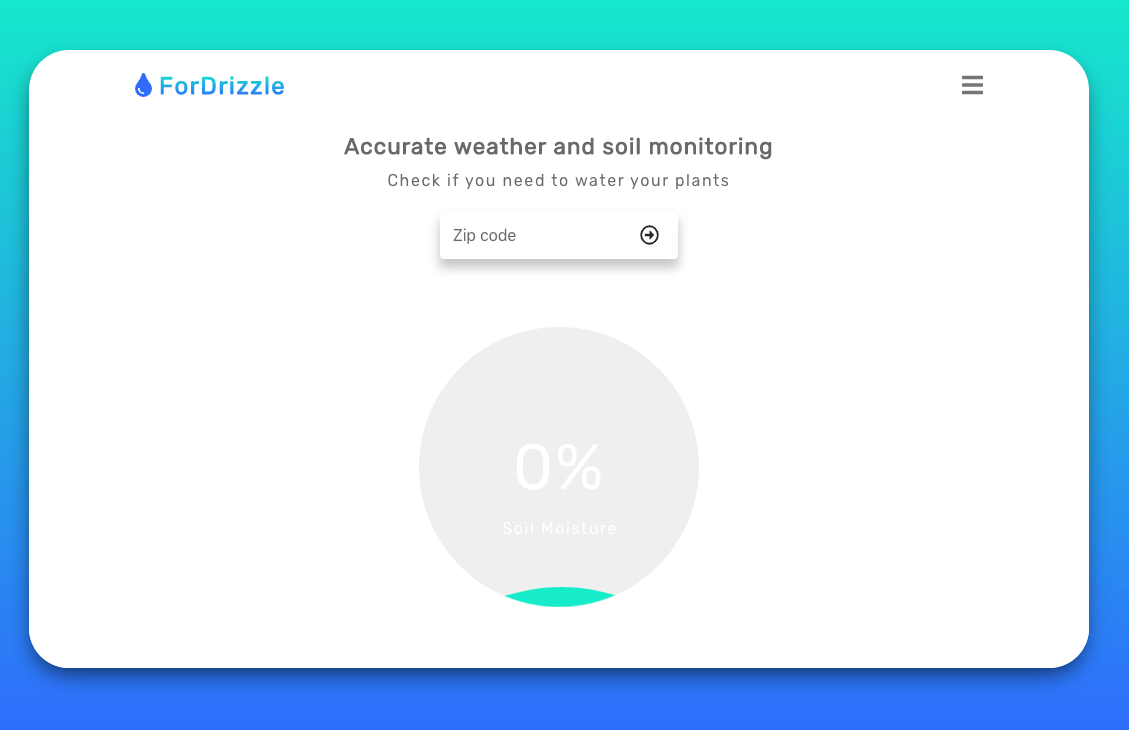 ForDrizzle
Accurate weather and soil monitoring
Check if you need to water your plants
Zip code
0%
Soil Moisture